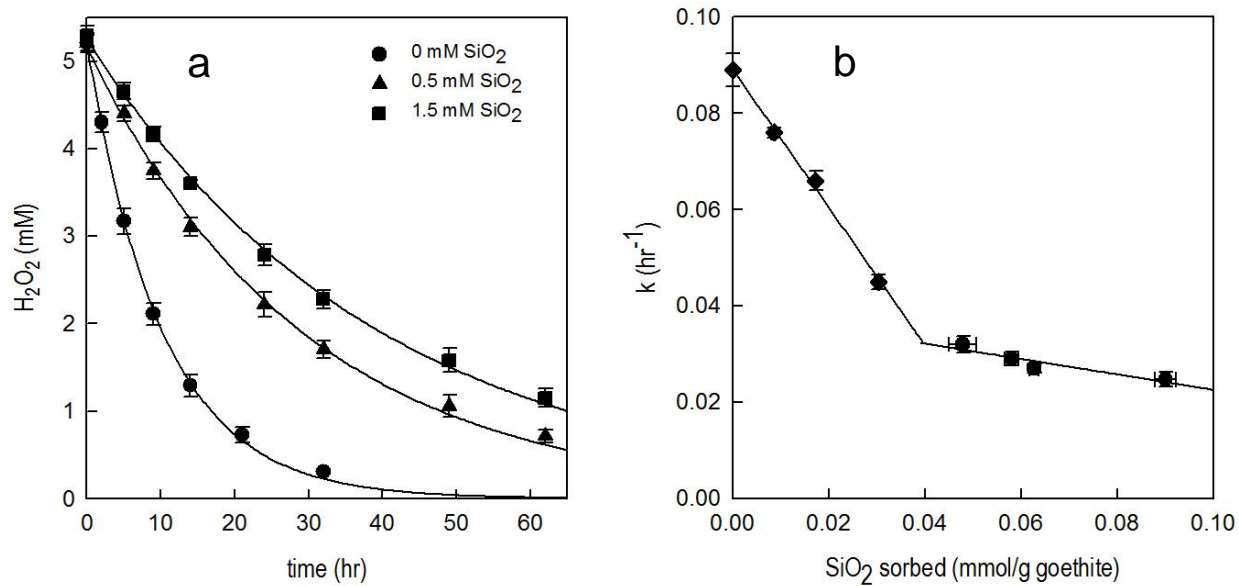 a
0 mM SiO2
0.5 mM SiO2
1.5 mM SiO2
H2O2 (mM)
5
4
3
2
1
0
0 10 20 30 40 50 60
time (hr)
b
k (hr-1)
0.10
0.08
0.06
0.04
0.02
0.00
0.00 0.02 0.04 0.06 0.08 0.10
SiO2 sorbed (mmol/g goethite)